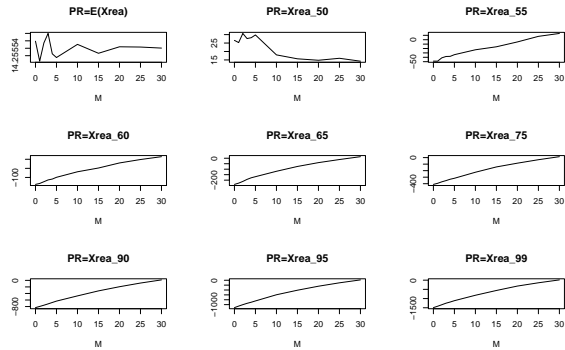 PR=E(Xrea) PR=Xrea_50 PR=Xrea_55
14.25554
0 5 10 15 20 25 30
M
15 25
0 5 10 15 20 25 30
M
−50 0
0 5 10 15 20 25 30
M
PR=Xrea_60 PR=Xrea_65 PR=Xrea_75
−100
0 5 10 15 20 25 30
M
−200 0
0 5 10 15 20 25 30
M
−400 0
0 5 10 15 20 25 30
M
PR=Xrea_90 PR=Xrea_95 PR=Xrea_99
−800 0
0 5 10 15 20 25 30
M
−1000 0
0 5 10 15 20 25 30
M
−1500 0
0 5 10 15 20 25 30
M